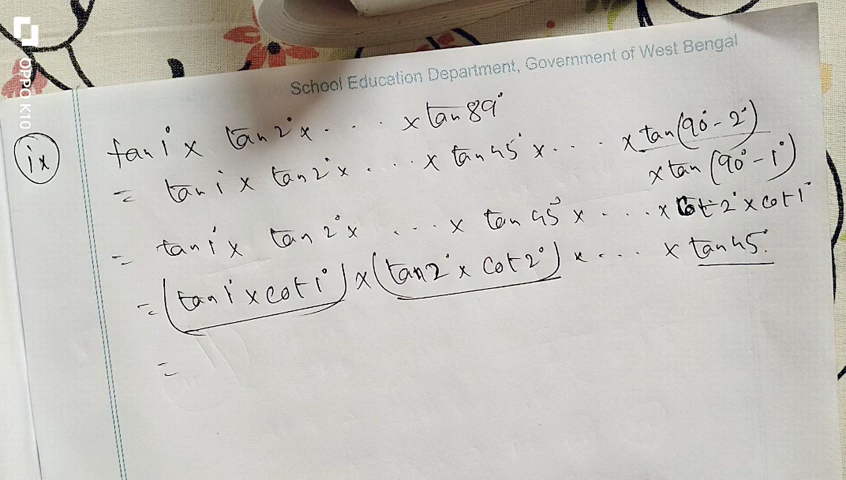 OPPO K10
School Education Department, Government of West Bengal
ix
tan 1° × tan 2° × . . . . × tan 89°
= tan 1° × tan 2° × . . . × tan 45° × . . . × tan (90° - 2°)
× tan (90° - 1°)
= tan 1° × tan 2° × . . . × tan 45° × . . . . × cot 2° × cot 1°
= (tan 1° × cot 1°) × (tan 2° × cot 2°) × . . . . × tan 45°
=